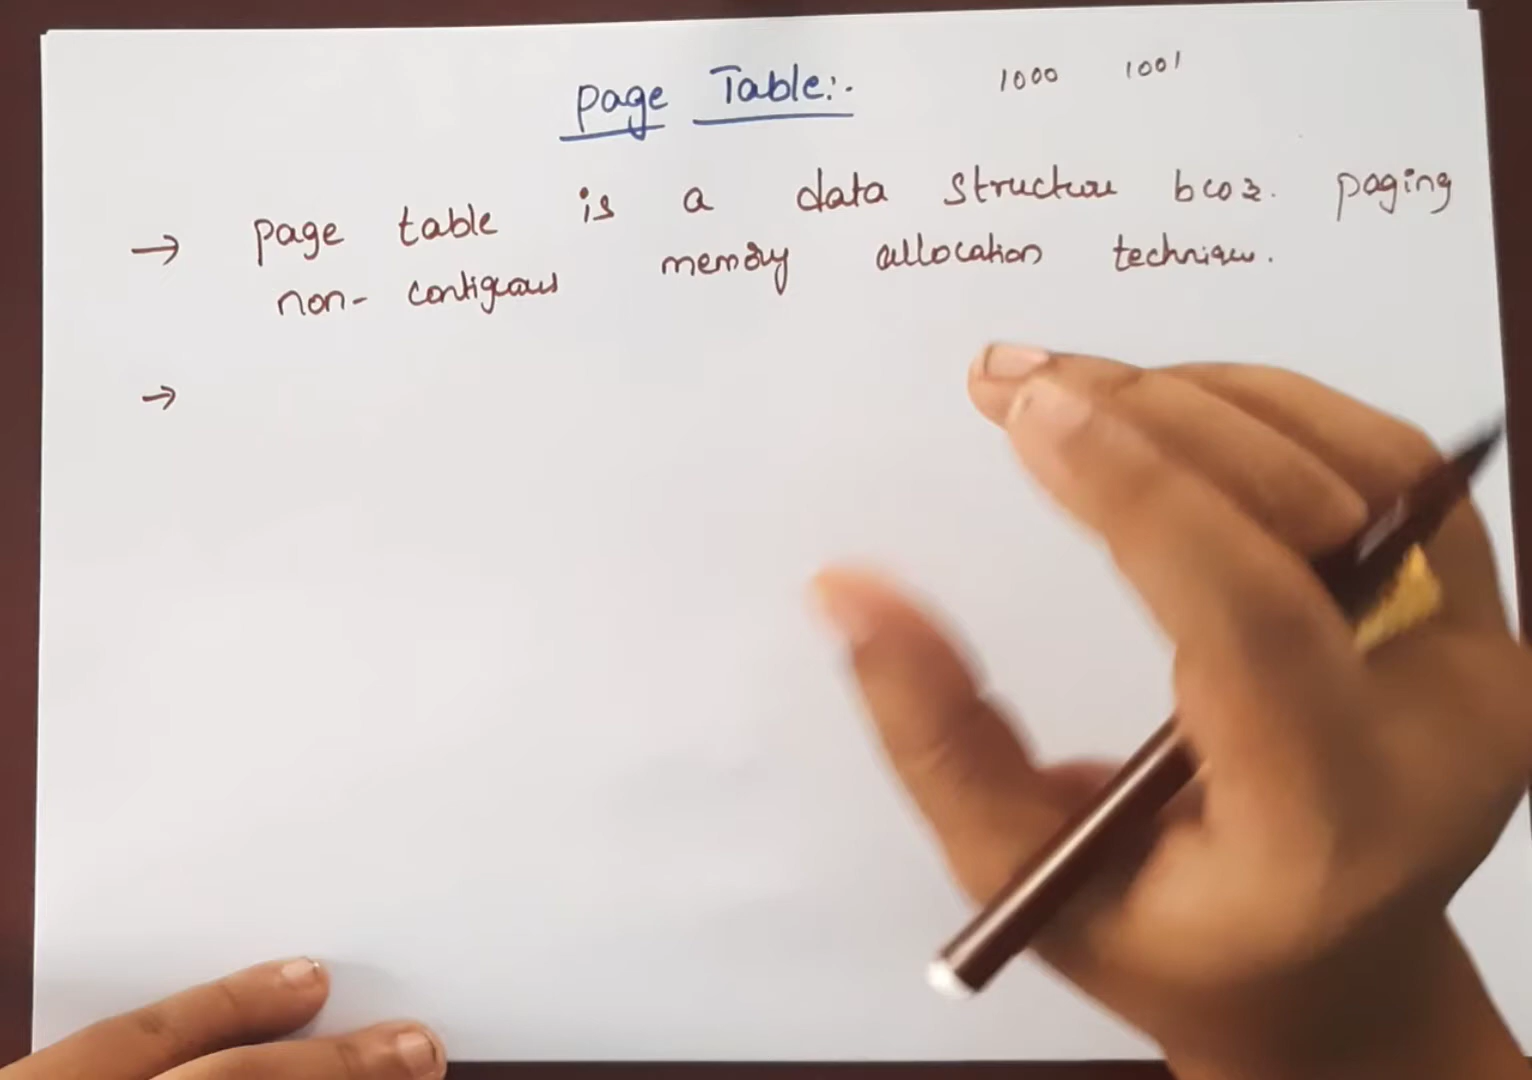 Page Table:-
1000 1001
→ page table is a data structure bcoz. paging
non-contiguous memory allocation technique.
→